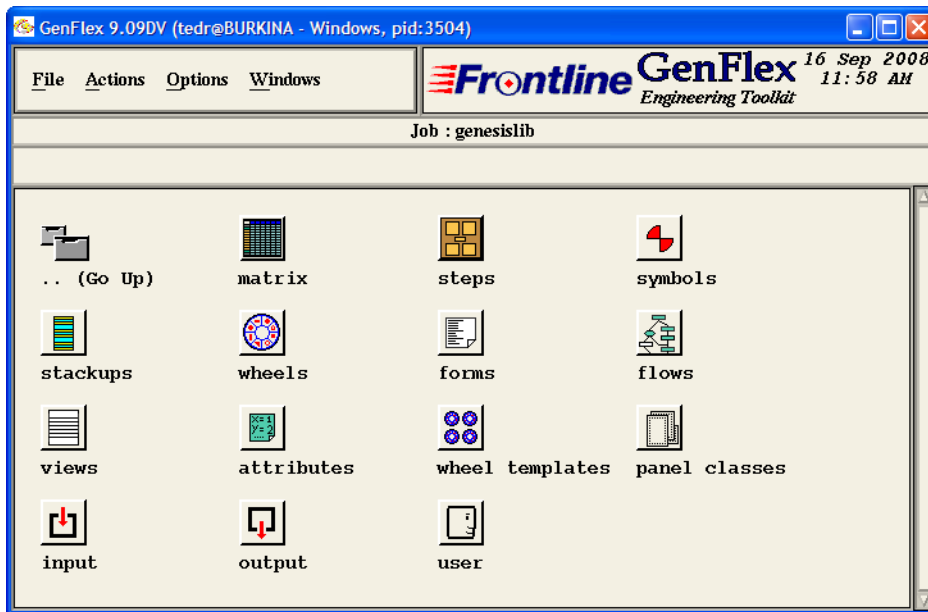 GenFlex 9.09DV (tedr@BURKINA - Windows, pid:3504)
File Actions Options Windows
Frontline GenFlex
Engineering Toolkit
16 Sep 2008
11:58 AM
Job : genesislib
.. (Go Up) matrix steps symbols
stackups wheels forms flows
views attributes wheel templates panel classes
input output user